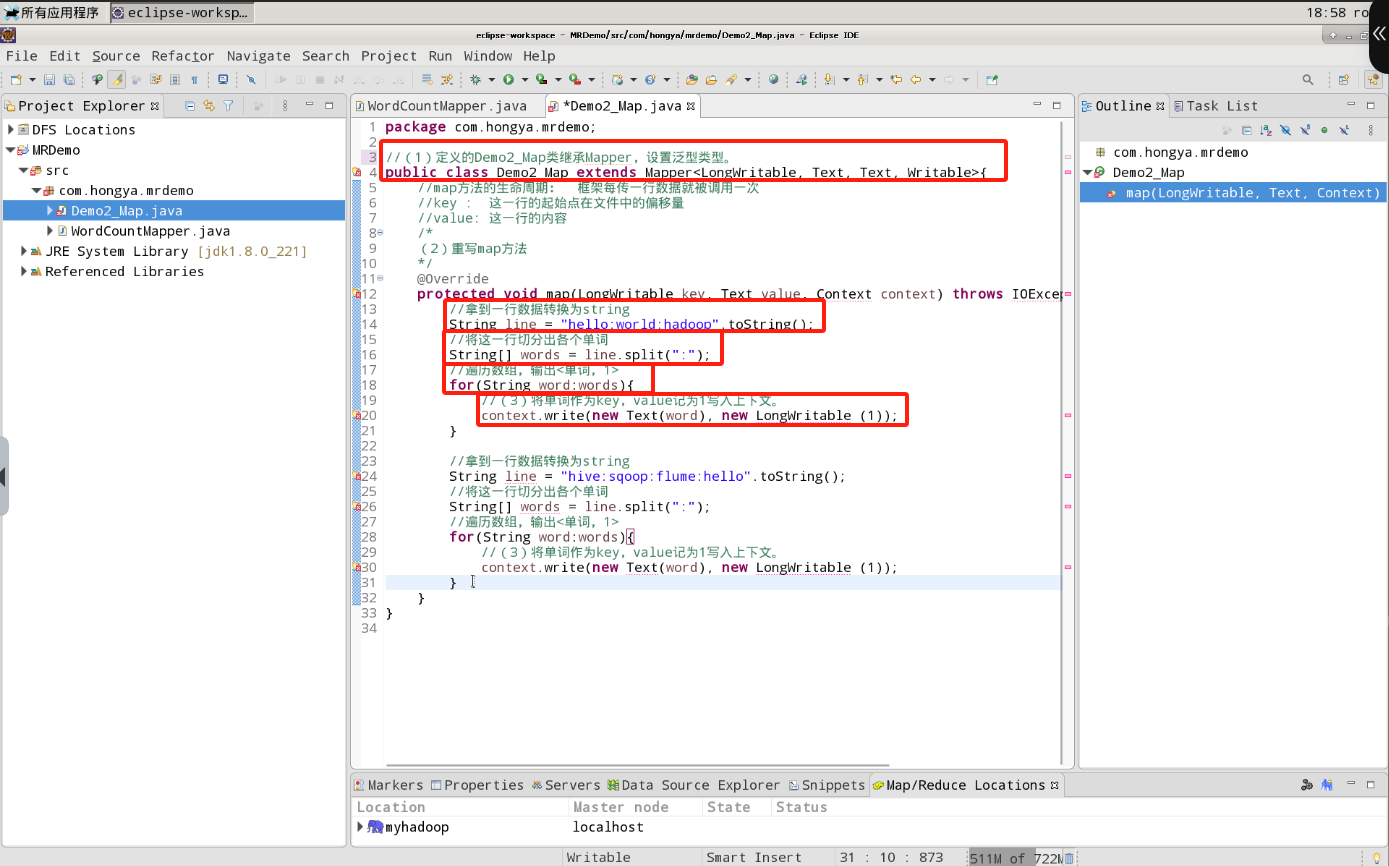 所有应用程序 eclipse-worksp... 18:58 ro
eclipse-workspace - MRDemo/src/com/hongya/mrdemo/Demo2_Map.java - Eclipse IDE
File Edit Source Refactor Navigate Search Project Run Window Help
Project Explorer
DFS Locations
MRDemo
src
com.hongya.mrdemo
Demo2_Map.java
WordCountMapper.java
JRE System Library [jdk1.8.0_221]
Referenced Libraries
WordCountMapper.java *Demo2_Map.java
1 package com.hongya.mrdemo;
2
3 //（1）定义的Demo2_Map类继承Mapper，设置泛型类型。
4 public class Demo2_Map extends Mapper<LongWritable, Text, Text, Writable>{
5 //map方法的生命周期： 框架每传一行数据就被调用一次
6 //key : 这一行的起始点在文件中的偏移量
7 //value: 这一行的内容
8 /*
9 （2）重写map方法
10 */
11 @Override
12 protected void map(LongWritable key, Text value, Context context) throws IOExce
13 //拿到一行数据转换为string
14 String line = "hello:world:hadoop".toString();
15 //将这一行切分出各个单词
16 String[] words = line.split(":");
17 //遍历数组，输出<单词，1>
18 for(String word:words){
19 //（3）将单词作为key，value记为1写入上下文。
20 context.write(new Text(word), new LongWritable (1));
21 }
22
23 //拿到一行数据转换为string
24 String line = "hive:sqoop:flume:hello".toString();
25 //将这一行切分出各个单词
26 String[] words = line.split(":");
27 //遍历数组，输出<单词，1>
28 for(String word:words){
29 //（3）将单词作为key，value记为1写入上下文。
30 context.write(new Text(word), new LongWritable (1));
31 }
32 }
33 }
34
Outline Task List
com.hongya.mrdemo
Demo2_Map
map(LongWritable, Text, Context)
Markers Properties Servers Data Source Explorer Snippets Map/Reduce Locations
Location Master node State Status
myhadoop localhost
Writable Smart Insert 31 : 10 : 873 511M of 722M